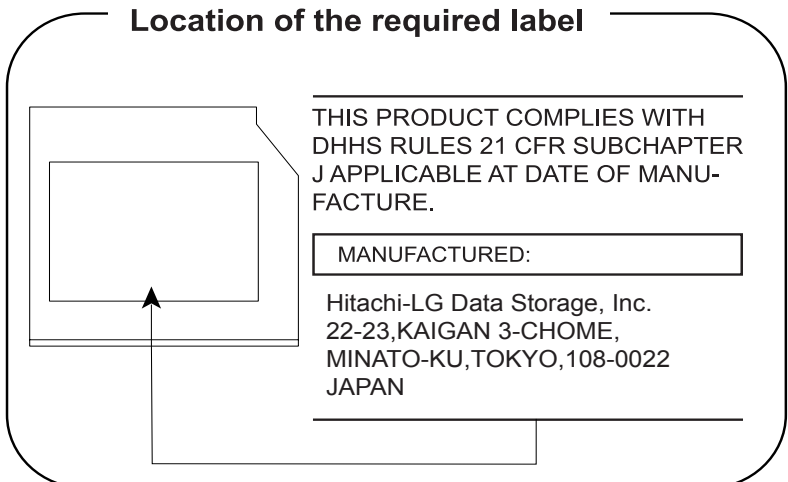 Location of the required label
THIS PRODUCT COMPLIES WITH
DHHS RULES 21 CFR SUBCHAPTER
J APPLICABLE AT DATE OF MANU-
FACTURE.
MANUFACTURED:
Hitachi-LG Data Storage, Inc.
22-23,KAIGAN 3-CHOME,
MINATO-KU,TOKYO,108-0022
JAPAN